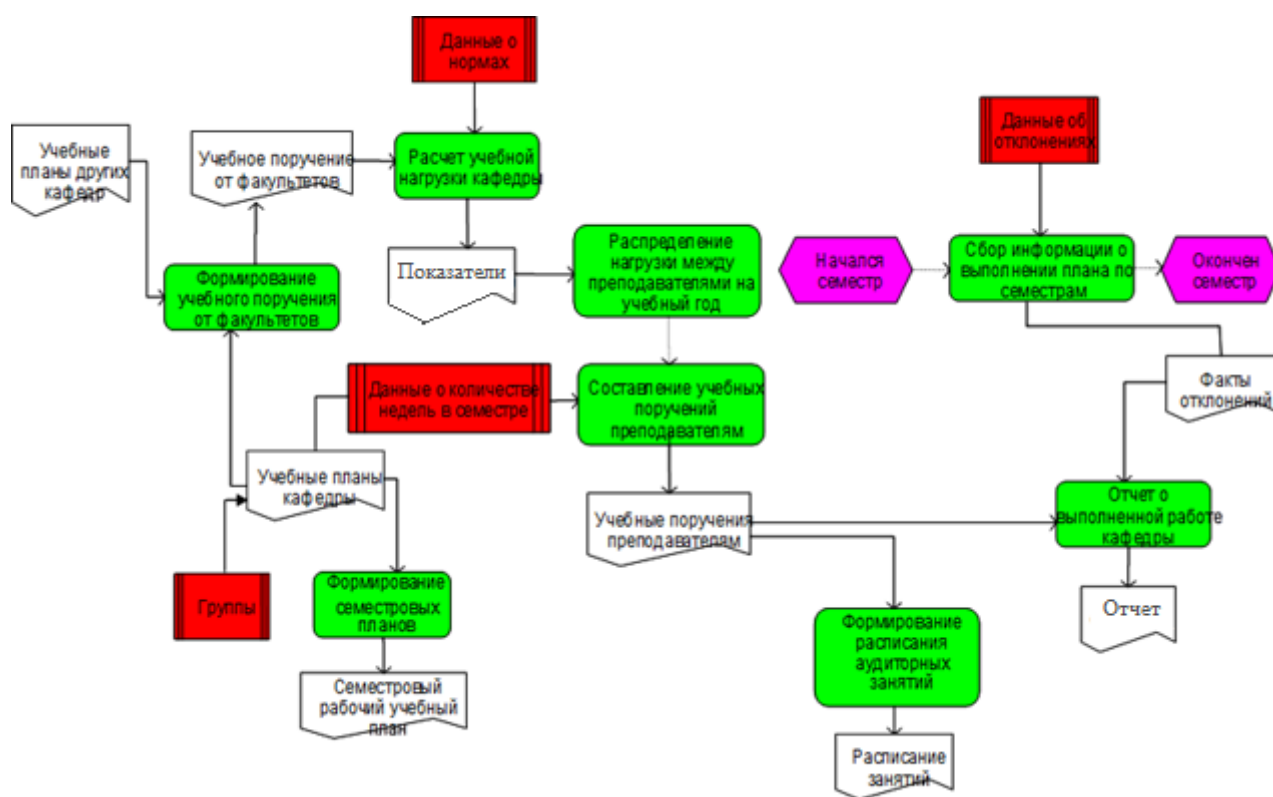 Данные о
нормах
Данные об
отклонениях
Учебные
планы других
кафедр
Учебное поручение
от факультетов
Расчет учебной
нагрузки кафедры
Показатели
Распределение
нагрузки между
преподавателями на
учебный год
Начался
семестр
Сбор информации о
выполнении плана по
семестрам
Окончен
семестр
Формирование
учебного поручения
от факультетов
Данные о количестве
недель в семестре
Составление учебных
поручений
преподавателям
Факты
отклонений
Учебные планы
кафедры
Учебные поручения
преподавателям
Отчет о
выполненной работе
кафедры
Группы
Формирование
семестровых
планов
Формирование
расписания
аудиторных
занятий
Отчет
Семестровый
рабочий учебный
план
Расписание
занятий